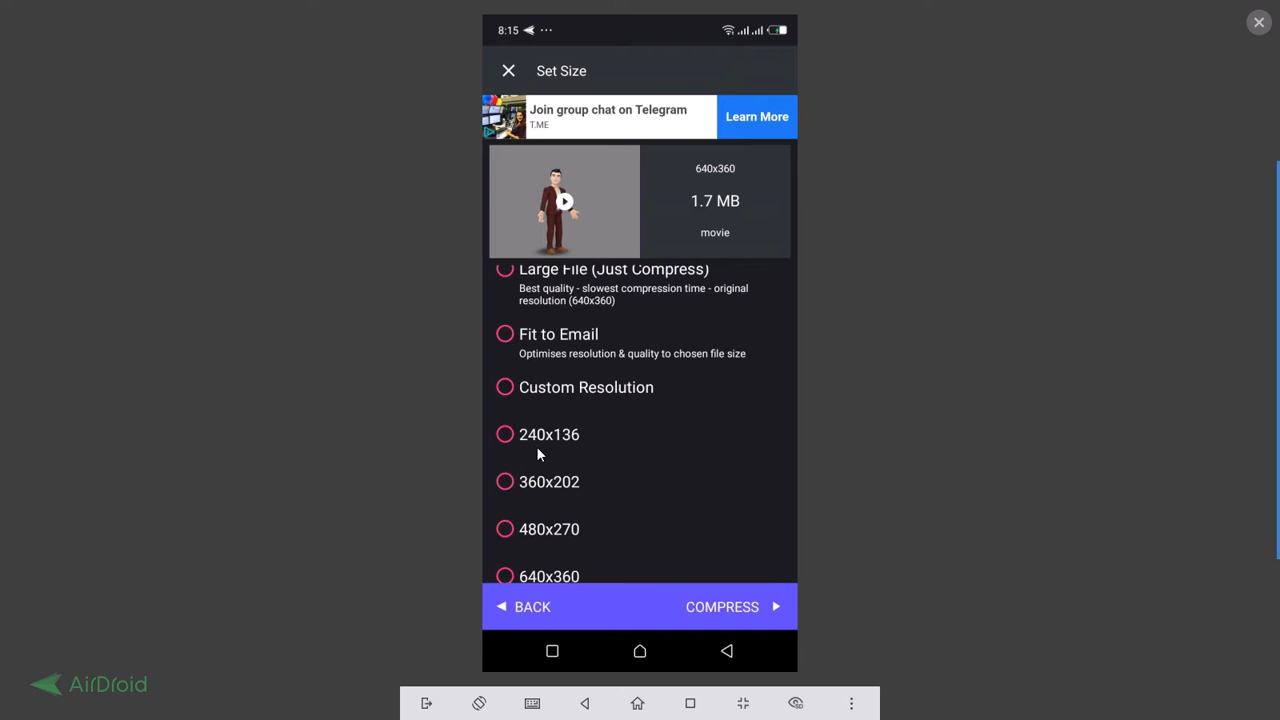 8:15
Set Size
Join group chat on Telegram
T.ME
Learn More
640x360
1.7 MB
movie
Large File (Just Compress)
Best quality - slowest compression time - original
resolution (640x360)
Fit to Email
Optimises resolution & quality to chosen file size
Custom Resolution
240x136
360x202
480x270
640x360
BACK
COMPRESS
AirDroid